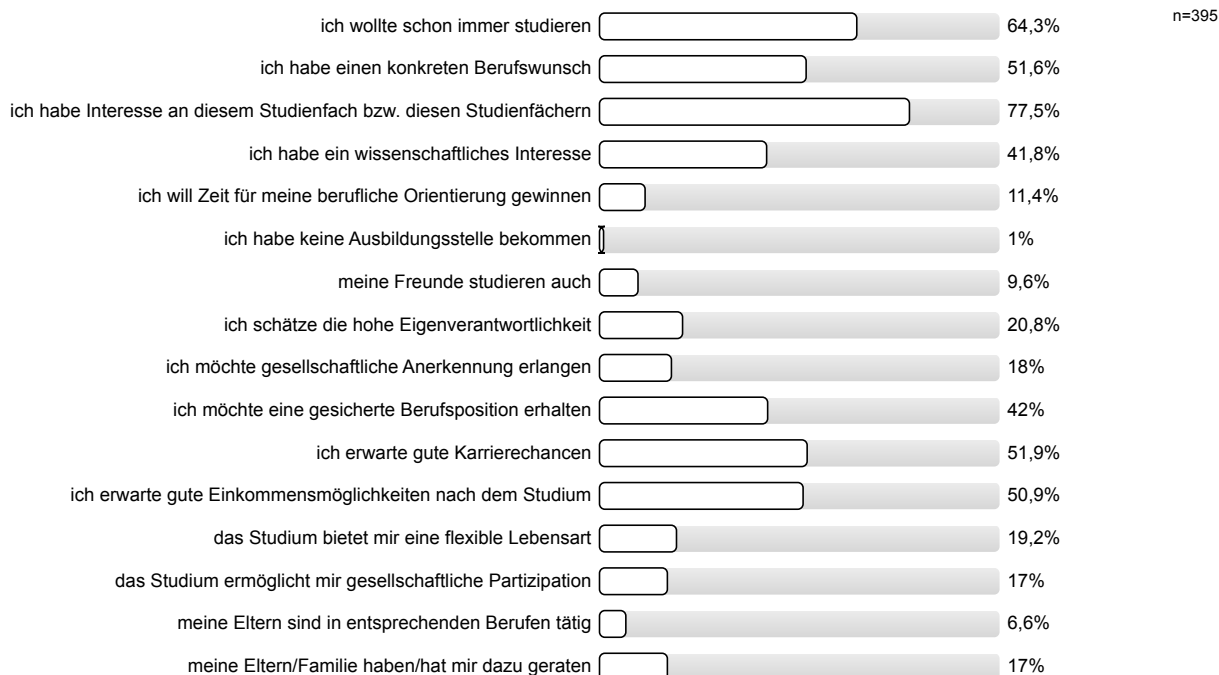 ich wollte schon immer studieren 64,3% n=395
ich habe einen konkreten Berufswunsch 51,6%
ich habe Interesse an diesem Studienfach bzw. diesen Studienfächern 77,5%
ich habe ein wissenschaftliches Interesse 41,8%
ich will Zeit für meine berufliche Orientierung gewinnen 11,4%
ich habe keine Ausbildungsstelle bekommen 1%
meine Freunde studieren auch 9,6%
ich schätze die hohe Eigenverantwortlichkeit 20,8%
ich möchte gesellschaftliche Anerkennung erlangen 18%
ich möchte eine gesicherte Berufsposition erhalten 42%
ich erwarte gute Karrierechancen 51,9%
ich erwarte gute Einkommensmöglichkeiten nach dem Studium 50,9%
das Studium bietet mir eine flexible Lebensart 19,2%
das Studium ermöglicht mir gesellschaftliche Partizipation 17%
meine Eltern sind in entsprechenden Berufen tätig 6,6%
meine Eltern/Familie haben/hat mir dazu geraten 17%